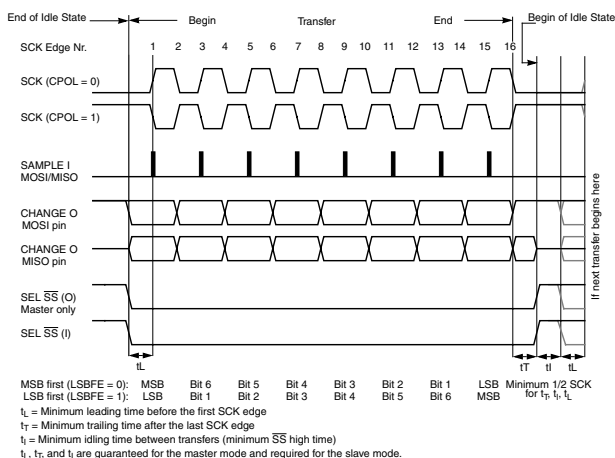 End of Idle State
Begin
Transfer
End
Begin of Idle State
SCK Edge Nr.
1 2 3 4 5 6 7 8 9 10 11 12 13 14 15 16
SCK (CPOL = 0)
SCK (CPOL = 1)
SAMPLE I
MOSI/MISO
CHANGE O
MOSI pin
CHANGE O
MISO pin
SEL SS (O)
Master only
SEL SS (I)
If next transfer begins here
tL
tT tI tL
MSB first (LSBFE = 0): MSB Bit 6 Bit 5 Bit 4 Bit 3 Bit 2 Bit 1 LSB Minimum 1/2 SCK
LSB first (LSBFE = 1): LSB Bit 1 Bit 2 Bit 3 Bit 4 Bit 5 Bit 6 MSB for tT, tl, tL
tL = Minimum leading time before the first SCK edge
tT = Minimum trailing time after the last SCK edge
tI = Minimum idling time between transfers (minimum SS high time)
tL, tT, and tI are guaranteed for the master mode and required for the slave mode.